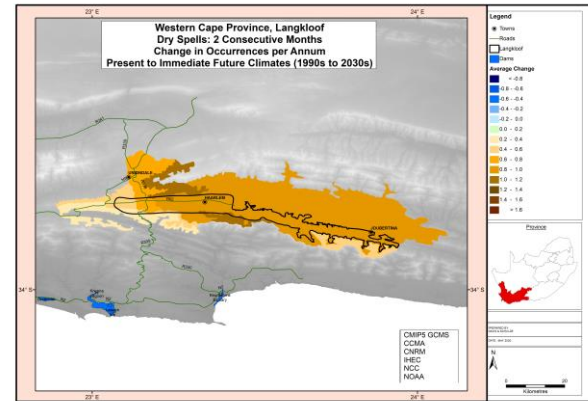 Western Cape Province, Langkloof
Dry Spells: 2 Consecutive Months
Change in Occurrences per Annum
Present to Immediate Future Climates (1990s to 2030s)
23° E
24° E
UNIONDALE
HAARLEM
JOUBERTINA
34° S
34° S
CMIP5 GCMS
CCMA
CNRM
IHEC
NCC
NOAA
23° E
24° E
Legend
Towns
Roads
Langkloof
Dams
Average Change
< -0.8
-0.8 - -0.6
-0.6 - -0.4
-0.4 - -0.2
-0.2 - 0.0
0.0 - 0.2
0.2 - 0.4
0.4 - 0.6
0.6 - 0.8
0.8 - 1.0
1.0 - 1.2
1.2 - 1.4
1.4 - 1.6
> 1.6
Province
N
0
20
Kilometres